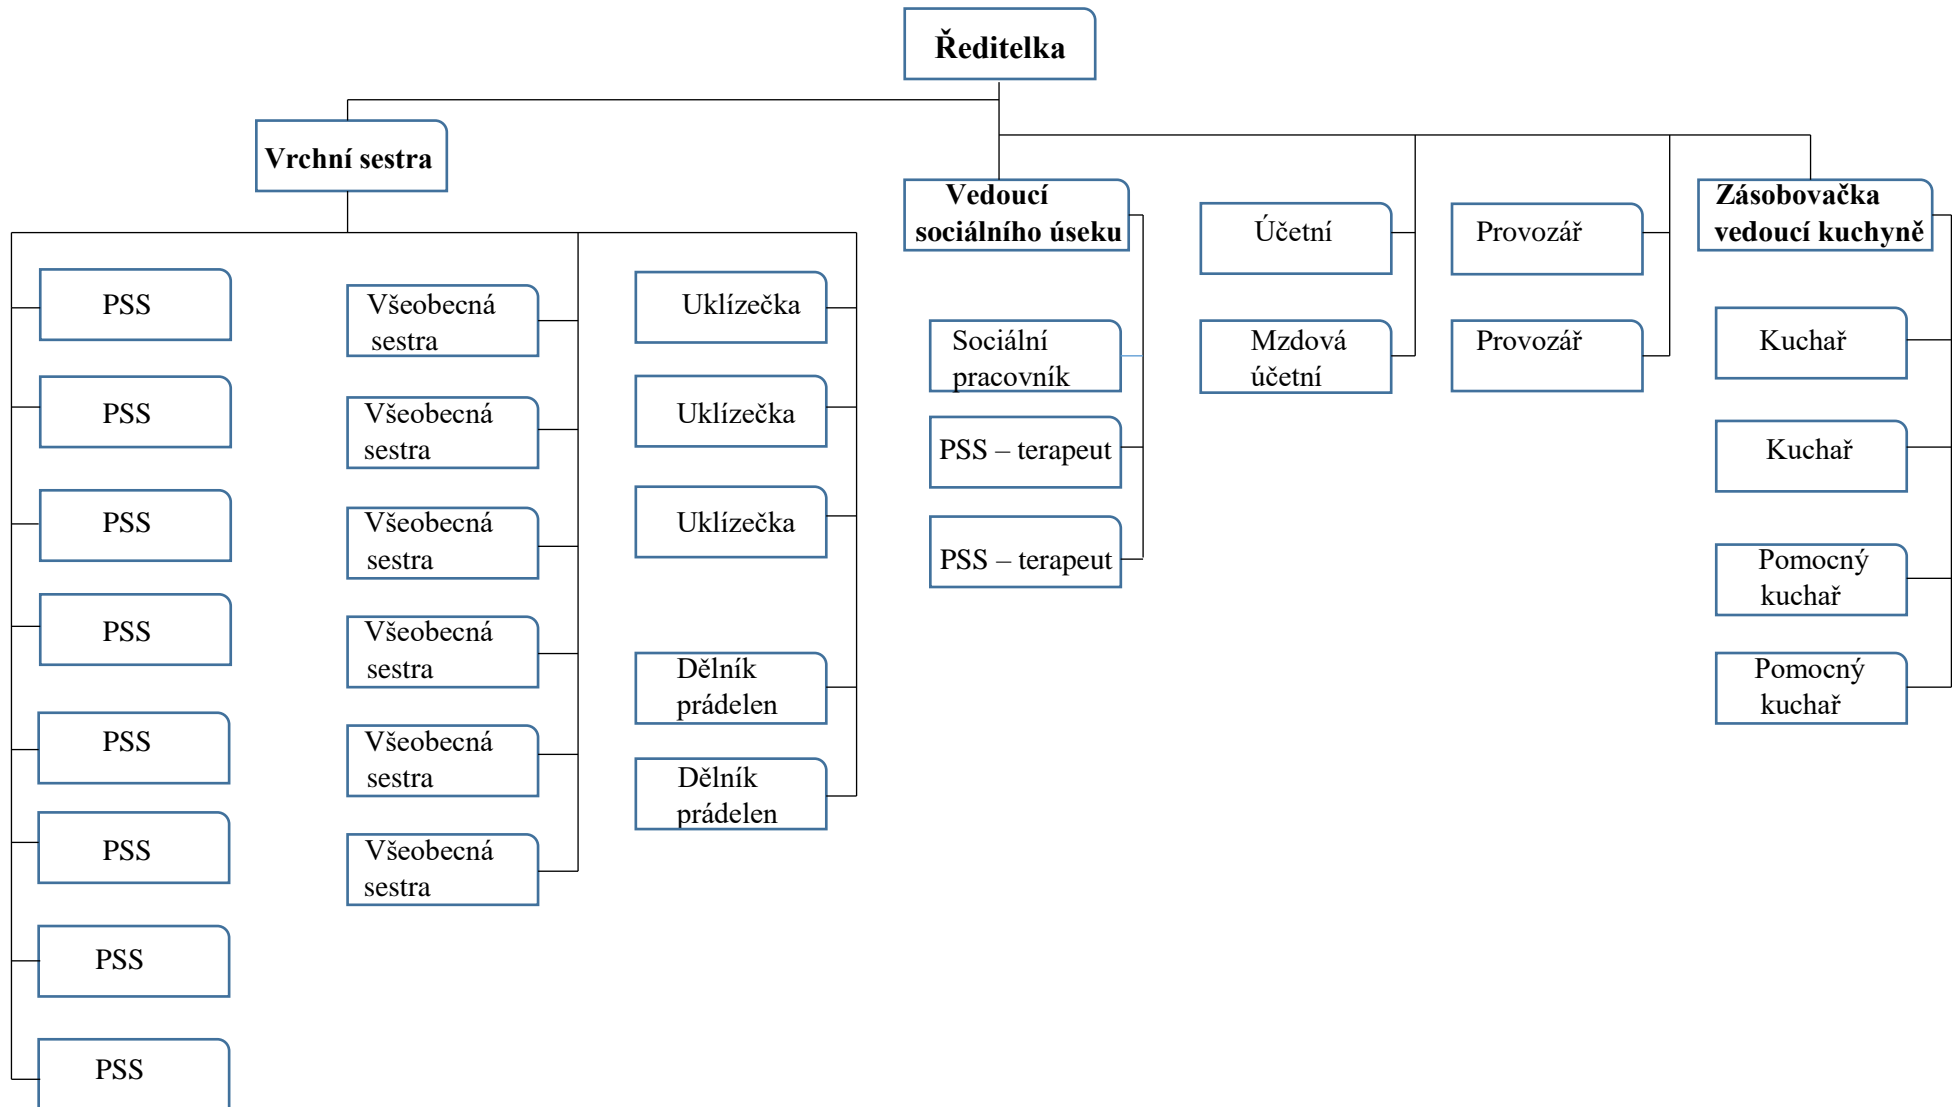 Ředitelka
Vrchní sestra
Vedoucí
sociálního úseku
Zásobovačka
vedoucí kuchyně
PSS
PSS
PSS
PSS
PSS
PSS
PSS
PSS
Všeobecná
sestra
Všeobecná
sestra
Všeobecná
sestra
Všeobecná
sestra
Všeobecná
sestra
Všeobecná
sestra
Uklízečka
Uklízečka
Uklízečka
Dělník
prádelen
Dělník
prádelen
Sociální
pracovník
PSS – terapeut
PSS – terapeut
Účetní
Mzdová
účetní
Provozář
Provozář
Kuchař
Kuchař
Pomocný
kuchař
Pomocný
kuchař